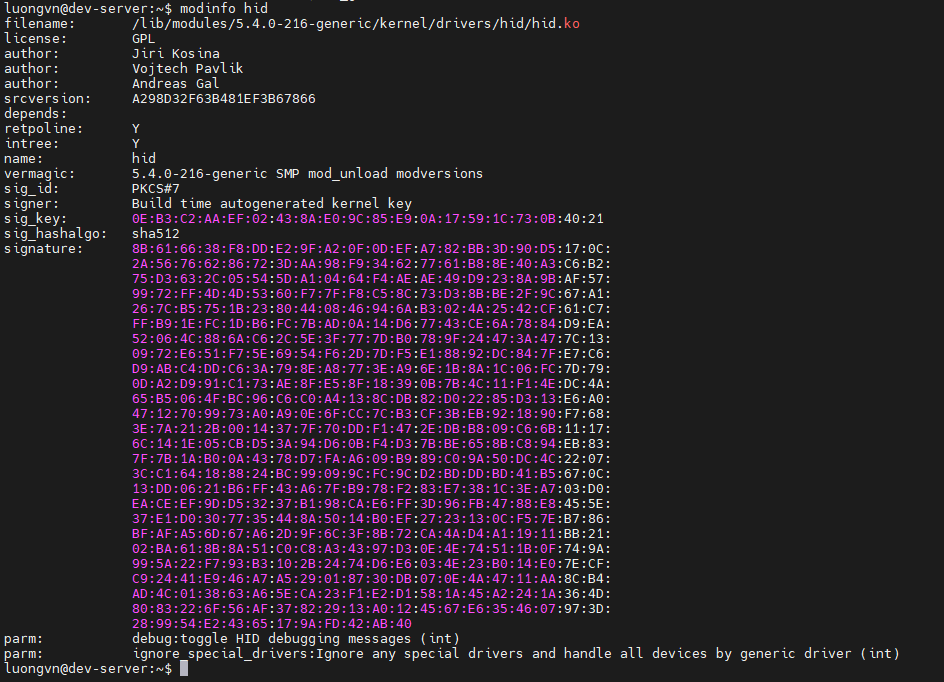 luongvn@dev-server:~$ modinfo hid
filename:       /lib/modules/5.4.0-216-generic/kernel/drivers/hid/hid.ko
license:        GPL
author:         Jiri Kosina
author:         Vojtech Pavlik
author:         Andreas Gal
srcversion:     A298D32F63B481EF3B67866
depends:
retpoline:      Y
intree:         Y
name:           hid
vermagic:       5.4.0-216-generic SMP mod_unload modversions
sig_id:         PKCS#7
signer:         Build time autogenerated kernel key
sig_key:        0E:B3:C2:AA:EF:02:43:8A:E0:9C:85:E9:0A:17:59:1C:73:0B:40:21
sig_hashalgo:   sha512
signature:      8B:61:66:38:F8:DD:E2:9F:A2:0F:0D:EF:A7:82:BB:3D:90:D5:17:0C:
                2A:56:76:62:86:72:3D:AA:98:F9:34:62:77:61:B8:8E:40:A3:C6:B2:
                75:D3:63:2C:05:54:5D:A1:04:64:F4:AE:AE:49:D9:23:8A:9B:AF:57:
                99:72:FF:4D:4D:53:60:F7:7F:F8:C5:8C:73:D3:8B:BE:2F:9C:67:A1:
                26:7C:B5:75:1B:23:80:44:08:46:94:6A:B3:02:4A:25:42:CF:61:C7:
                FF:B9:1E:FC:1D:B6:FC:7B:AD:0A:14:D6:77:43:CE:6A:78:84:D9:EA:
                52:06:4C:88:6A:C6:2C:5E:3F:77:7D:B0:78:9F:24:47:3A:47:7C:13:
                09:72:E6:51:F7:5E:69:54:F6:2D:7D:F5:E1:88:92:DC:84:7F:E7:C6:
                D9:AB:C4:DD:C6:3A:79:8E:A8:77:3E:A9:6E:1B:8A:1C:06:FC:7D:79:
                0D:A2:D9:91:C1:73:AE:8F:E5:8F:18:39:0B:7B:4C:11:F1:4E:DC:4A:
                65:B5:06:4F:BC:96:C6:C0:A4:13:8C:DB:82:D0:22:85:D3:13:E6:A0:
                47:12:70:99:73:A0:A9:0E:6F:CC:7C:B3:CF:3B:EB:92:18:90:F7:68:
                3E:7A:21:2B:00:14:37:7F:70:DD:F1:47:2E:DB:B8:09:C6:6B:11:17:
                6C:14:1E:05:CB:D5:3A:94:D6:0B:F4:D3:7B:BE:65:8B:C8:94:EB:83:
                7F:7B:1A:B0:0A:43:78:D7:FA:A6:09:B9:89:C0:9A:50:DC:4C:22:07:
                3C:C1:64:18:88:24:BC:99:09:9C:FC:9C:D2:BD:DD:BD:41:B5:67:0C:
                13:DD:06:21:B6:FF:43:A6:7F:B9:78:F2:83:E7:38:1C:3E:A7:03:D0:
                EA:CE:EF:9D:D5:32:37:B1:98:CA:E6:FF:3D:96:FB:47:88:E8:45:5E:
                37:E1:D0:30:77:35:44:8A:50:14:B0:EF:27:23:13:0C:F5:7E:B7:86:
                BF:AF:A5:6D:67:A6:2D:9F:6C:3F:8B:72:CA:4A:D4:A1:19:11:BB:21:
                02:BA:61:8B:8A:51:C0:C8:A3:43:97:D3:0E:4E:74:51:1B:0F:74:9A:
                99:5A:22:F7:93:B3:10:2B:24:74:D6:E6:03:4E:23:B0:14:E0:7E:CF:
                C9:24:41:E9:46:A7:A5:29:01:87:30:DB:07:0E:4A:47:11:AA:8C:B4:
                AD:4C:01:38:63:A6:5E:CA:23:F1:E2:D1:58:1A:45:A2:24:1A:36:4D:
                80:83:22:6F:56:AF:37:82:29:13:A0:12:45:67:E6:35:46:07:97:3D:
                28:99:54:E2:43:65:17:9A:FD:42:AB:40
parm:           debug:toggle HID debugging messages (int)
parm:           ignore_special_drivers:Ignore any special drivers and handle all devices by generic driver (int)
luongvn@dev-server:~$